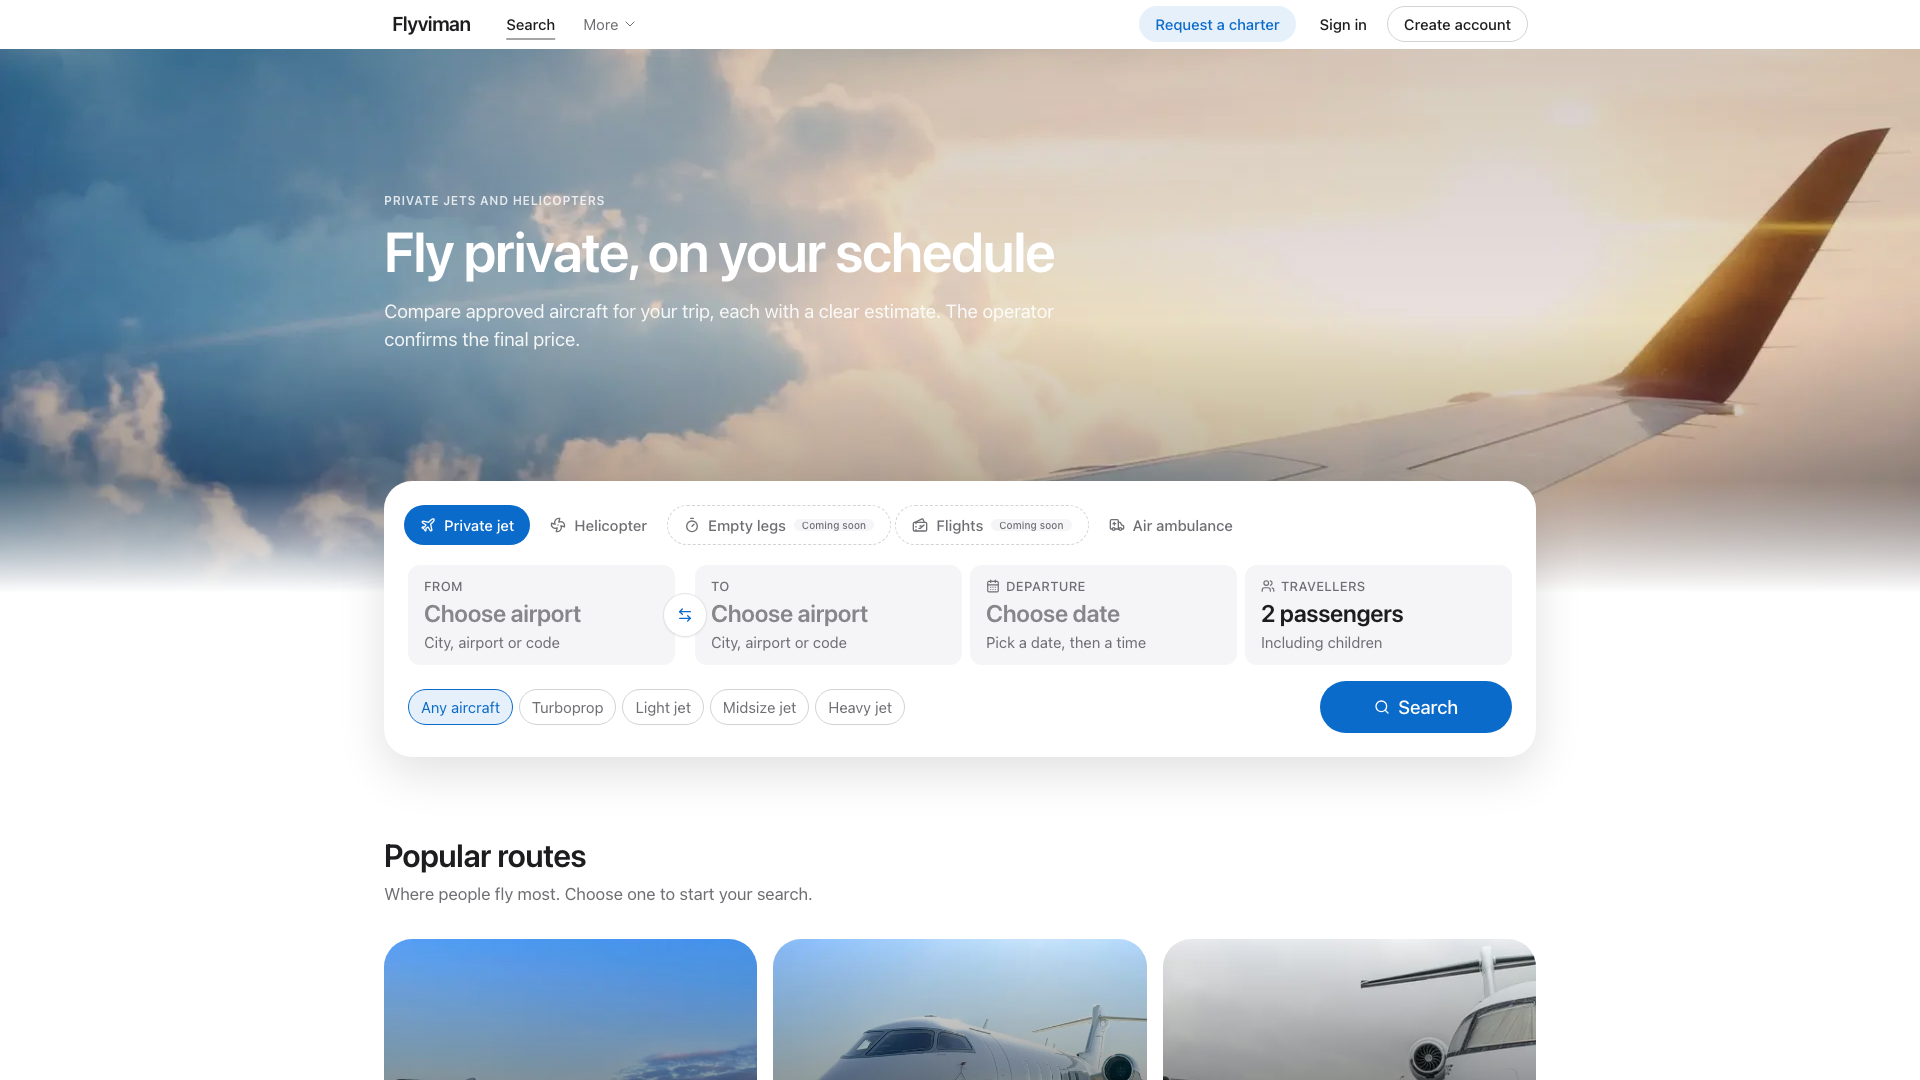 Flyviman
Search
More
Request a charter
Sign in
Create account
PRIVATE JETS AND HELICOPTERS
Fly private, on your schedule
Compare approved aircraft for your trip, each with a clear estimate. The operator
confirms the final price.
Private jet
Helicopter
Empty legs Coming soon
Flights Coming soon
Air ambulance
FROM
Choose airport
City, airport or code
TO
Choose airport
City, airport or code
DEPARTURE
Choose date
Pick a date, then a time
TRAVELLERS
2 passengers
Including children
Any aircraft
Turboprop
Light jet
Midsize jet
Heavy jet
Search
Popular routes
Where people fly most. Choose one to start your search.